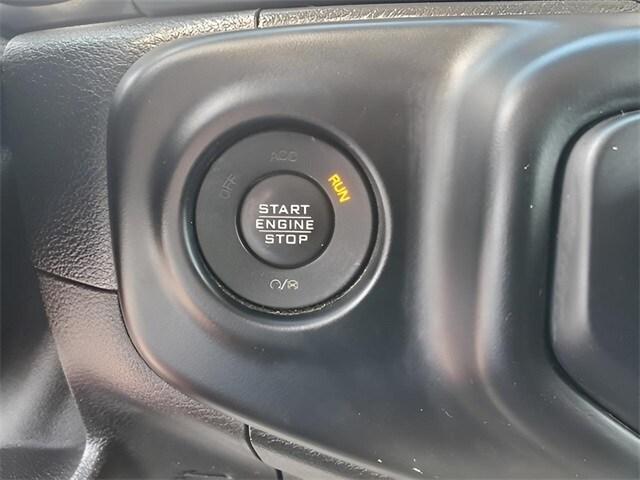 ACC
OFF
RUN
START
ENGINE
STOP